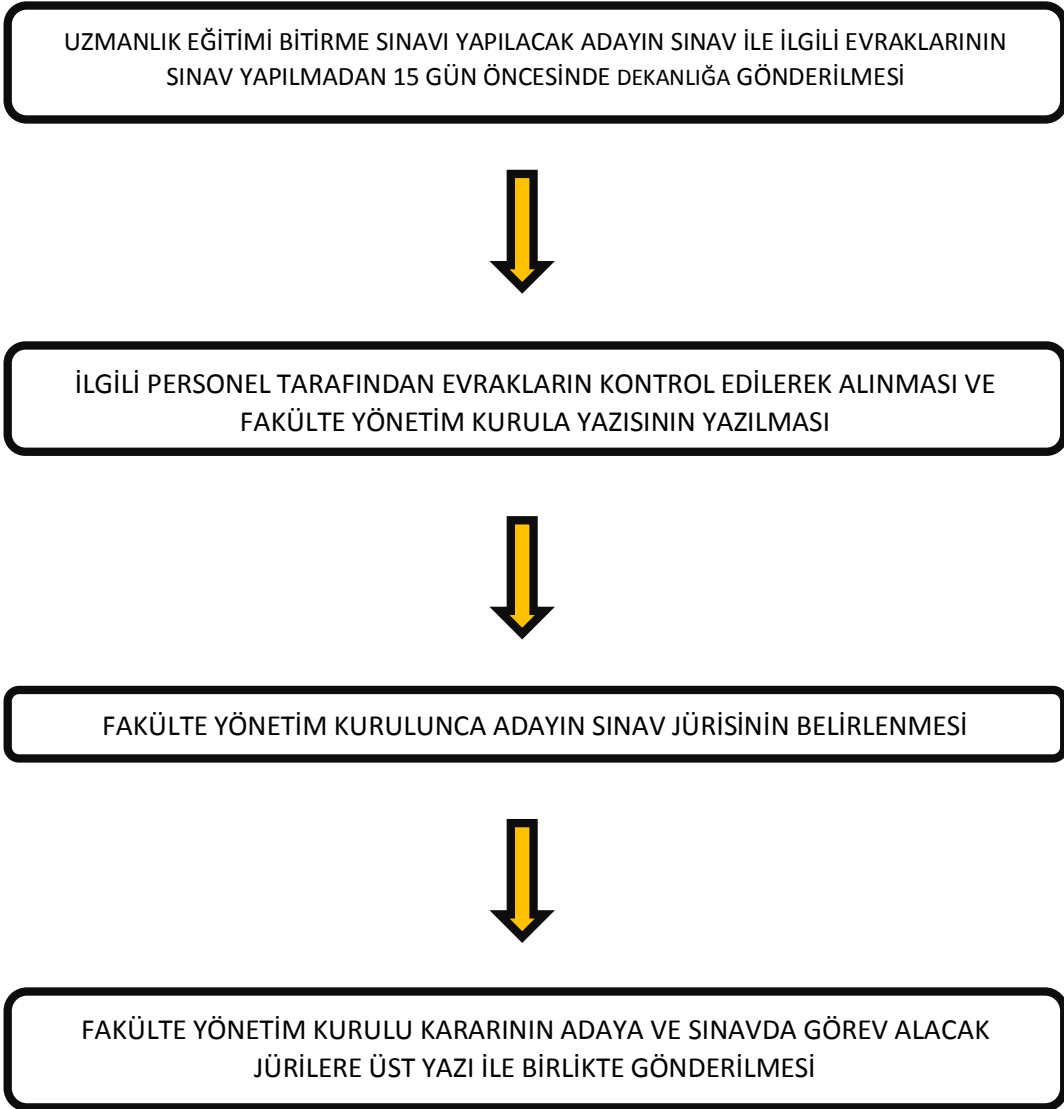 UZMANLIK EĞİTİMİ BİTİRME SINAVI YAPILACAK ADAYIN SINAV İLE İLGİLİ EVRAKLARININ
SINAV YAPILMADAN 15 GÜN ÖNCESİNDE DEKANLIĞA GÖNDERİLMESİ
İLGİLİ PERSONEL TARAFINDAN EVRAKLARIN KONTROL EDİLEREK ALINMASI VE
FAKÜLTE YÖNETİM KURULA YAZISININ YAZILMASI
FAKÜLTE YÖNETİM KURULUNCA ADAYIN SINAV JÜRİSİNİN BELİRLENMESİ
FAKÜLTE YÖNETİM KURULU KARARININ ADAYA VE SINAVDA GÖREV ALACAK
JÜRİLERE ÜST YAZI İLE BİRLİKTE GÖNDERİLMESİ